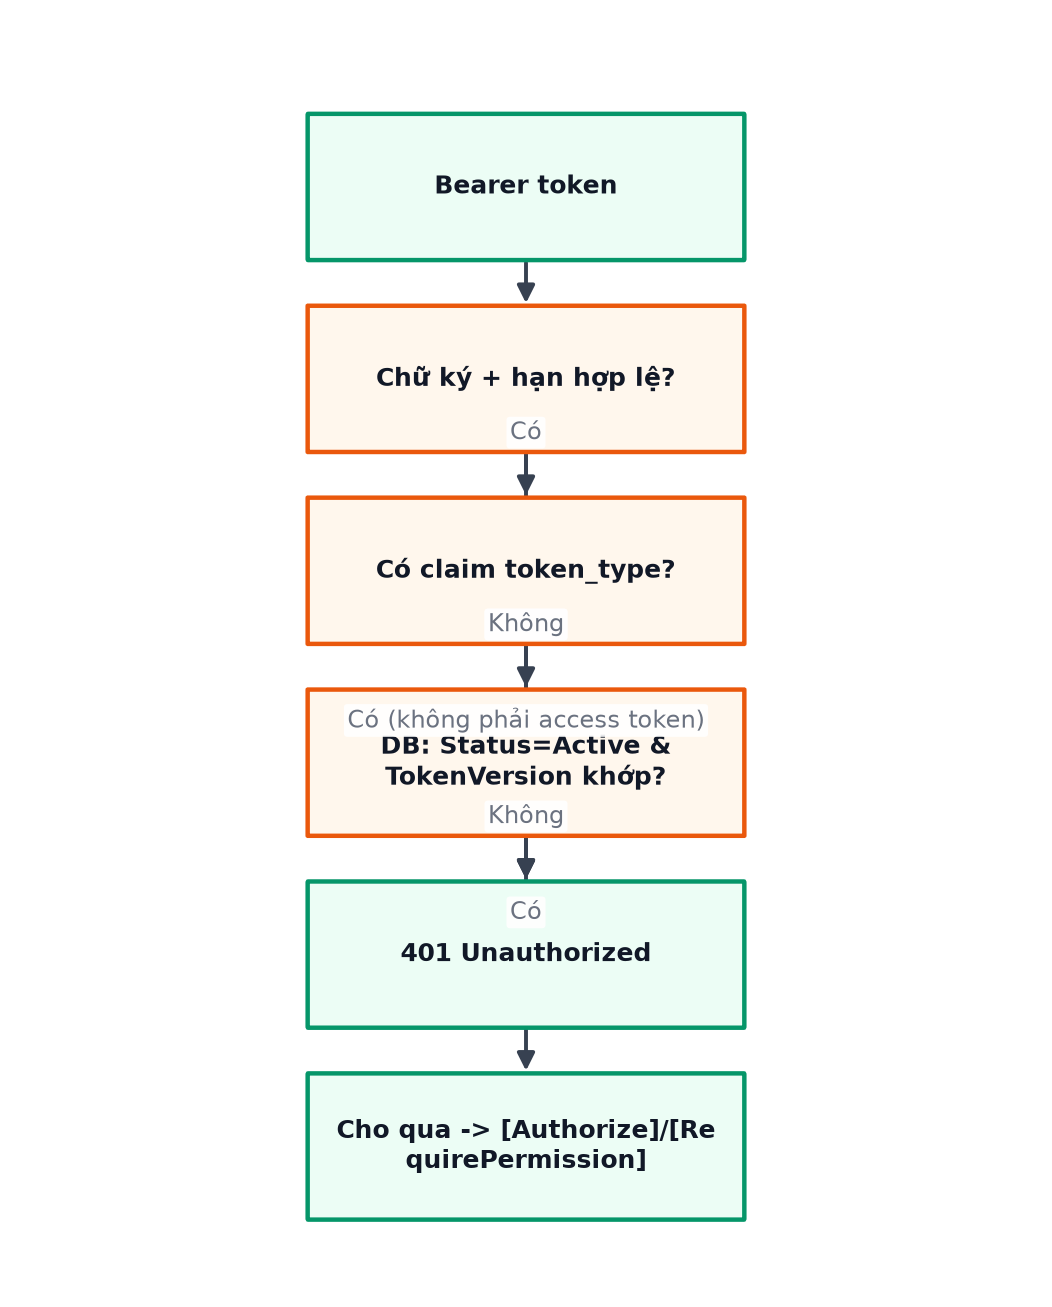 Bearer token
Chữ ký + hạn hợp lệ?
Có
Có claim token_type?
Không
Có (không phải access token)
DB: Status=Active &
TokenVersion khớp?
Không
Có
401 Unauthorized
Cho qua -> [Authorize]/[Re
quirePermission]